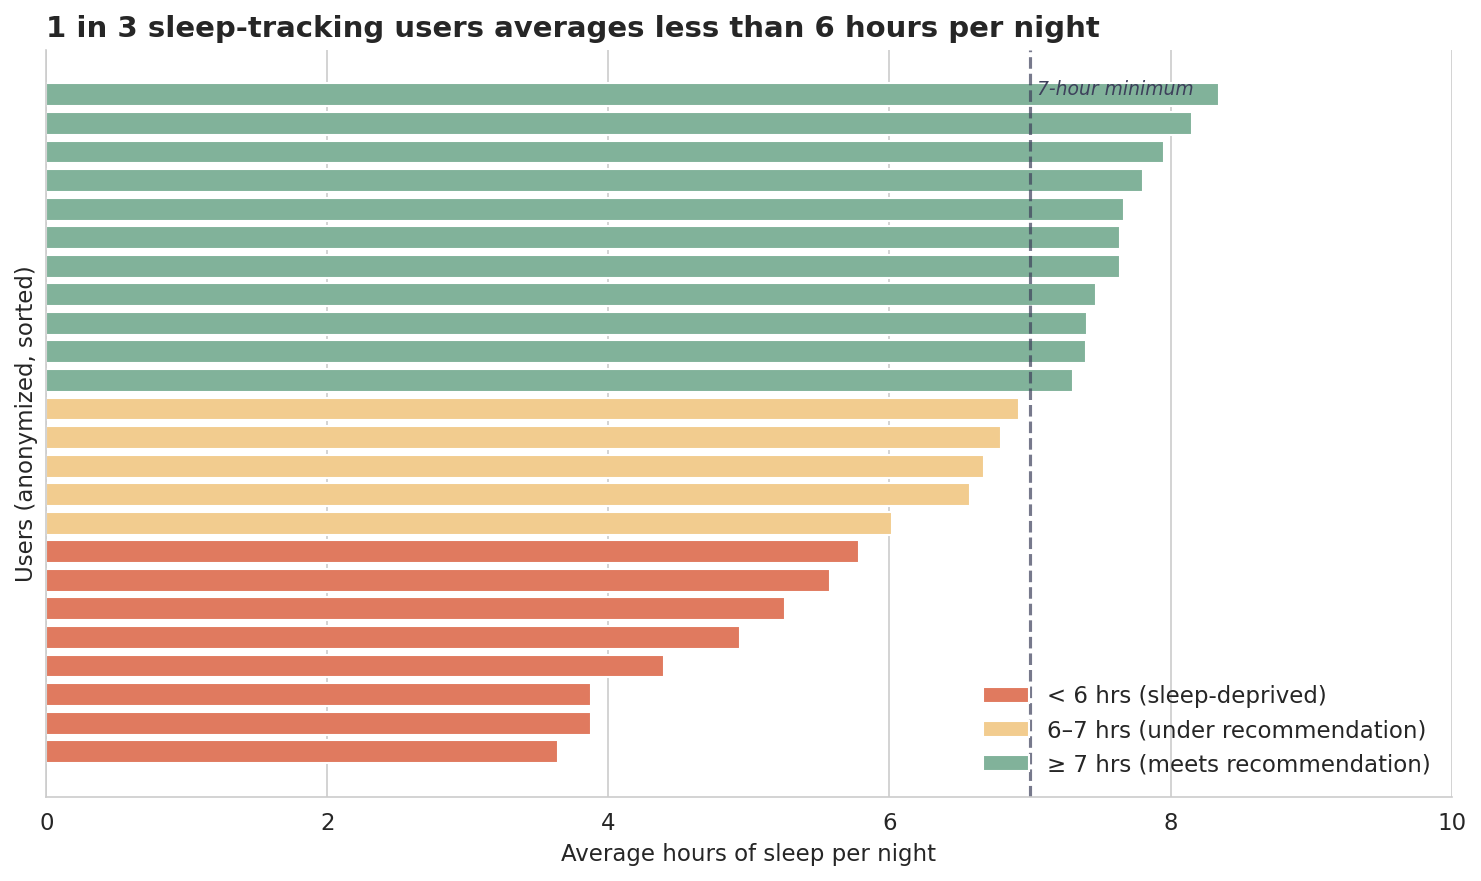 1 in 3 sleep-tracking users averages less than 6 hours per night
7-hour minimum
Users (anonymized, sorted)
< 6 hrs (sleep-deprived)
6–7 hrs (under recommendation)
≥ 7 hrs (meets recommendation)
0 2 4 6 8 10
Average hours of sleep per night